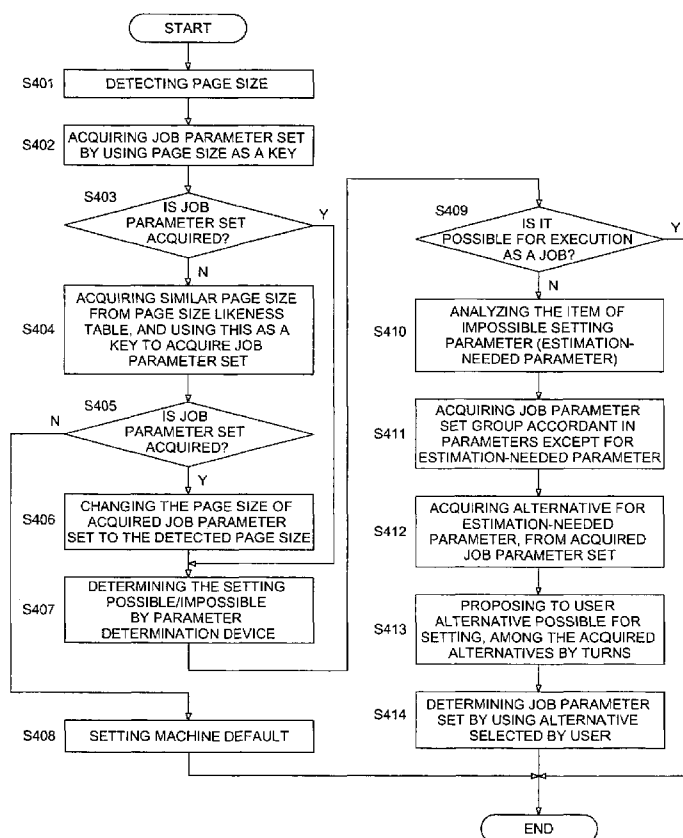 START
S401
DETECTING PAGE SIZE
S402
ACQUIRING JOB PARAMETER SET
BY USING PAGE SIZE AS A KEY
S403
IS JOB
PARAMETER SET
ACQUIRED?
Y
N
S404
ACQUIRING SIMILAR PAGE SIZE
FROM PAGE SIZE LIKENESS
TABLE, AND USING THIS AS A
KEY TO ACQUIRE JOB
PARAMETER SET
S405
N
IS JOB
PARAMETER SET
ACQUIRED?
Y
S406
CHANGING THE PAGE SIZE OF
ACQUIRED JOB PARAMETER
SET TO THE DETECTED PAGE SIZE
S407
DETERMINING THE SETTING
POSSIBLE/IMPOSSIBLE
BY PARAMETER
DETERMINATION DEVICE
S408
SETTING MACHINE DEFAULT
S409
IS IT
POSSIBLE FOR EXECUTION
AS A JOB?
Y
N
S410
ANALYZING THE ITEM OF
IMPOSSIBLE SETTING
PARAMETER (ESTIMATION-
NEEDED PARAMETER)
S411
ACQUIRING JOB PARAMETER
SET GROUP ACCORDANT IN
PARAMETERS EXCEPT FOR
ESTIMATION-NEEDED PARAMETER
S412
ACQUIRING ALTERNATIVE FOR
ESTIMATION-NEEDED
PARAMETER, FROM ACQUIRED
JOB PARAMETER SET
S413
PROPOSING TO USER
ALTERNATIVE POSSIBLE FOR
SETTING, AMONG THE ACQUIRED
ALTERNATIVES BY TURNS
S414
DETERMINING JOB PARAMETER
SET BY USING ALTERNATIVE
SELECTED BY USER
END